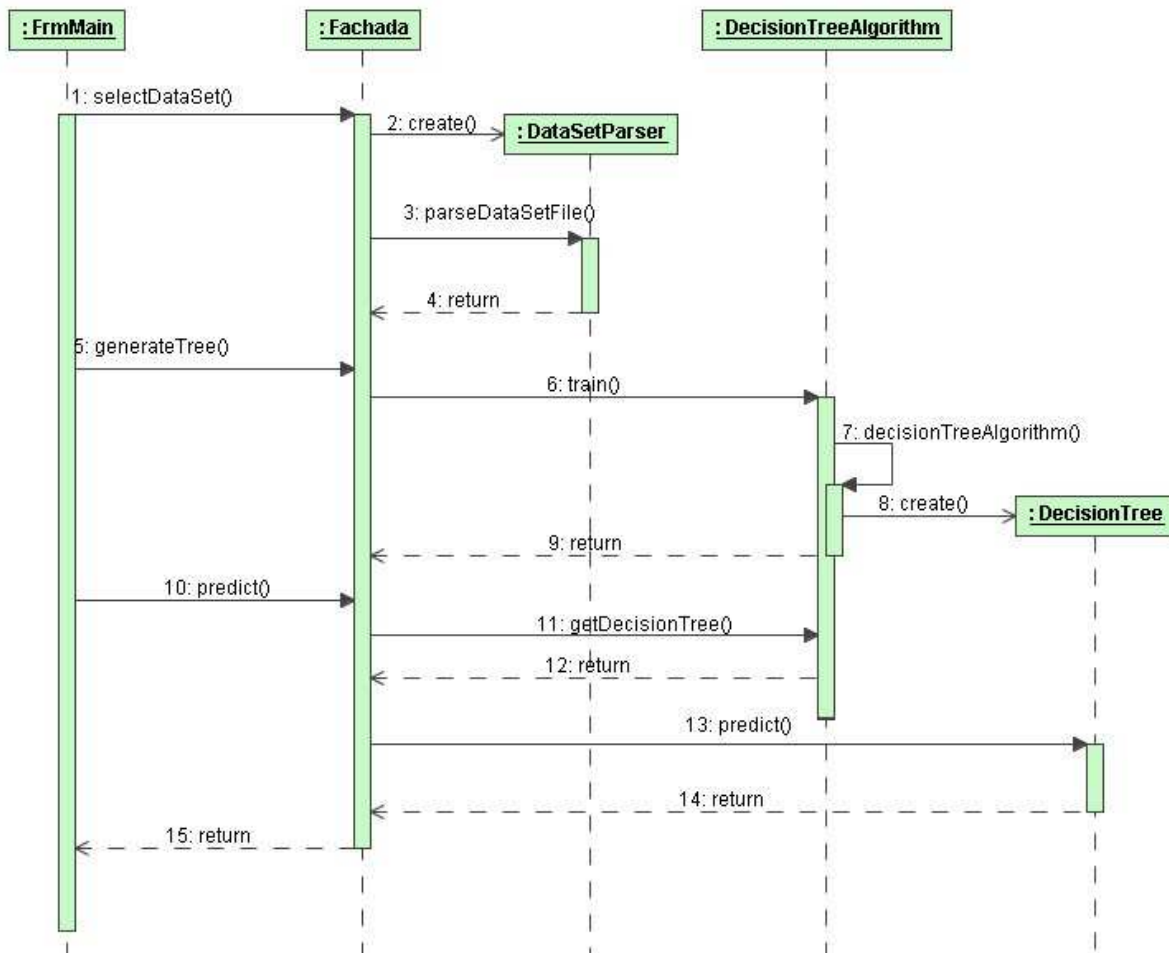 : FrmMain
: Fachada
: DecisionTreeAlgorithm
1: selectDataSet()
2: create()
: DataSetParser
3: parseDataSetFile()
4: return
5: generateTree()
6: train()
7: decisionTreeAlgorithm()
8: create()
: DecisionTree
9: return
10: predict()
11: getDecisionTree()
12: return
13: predict()
14: return
15: return